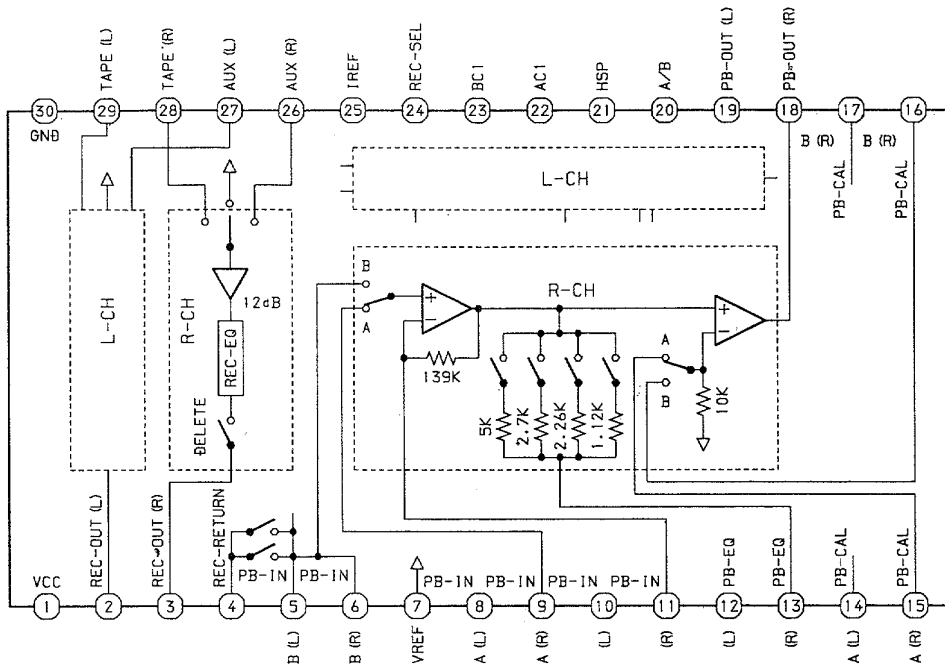 TAPE (L)
TAPE (R)
AUX (L)
AUX (R)
IREF
REC-SEL
BC1
AC1
HSP
A/B
PB-OUT (L)
PB-OUT (R)
30
29
28
27
26
25
24
23
22
21
20
19
18
17
16
GND
B (R)
B (R)
PB-CAL
PB-CAL
L-CH
L-CH
R-CH
12dB
REC-EQ
DELETE
B
A
+
−
139K
R-CH
5K
2.7K
2.26K
1.12K
A
B
+
−
10K
VCC
REC-OUT (L)
REC-OUT (R)
REC-RETURN
PB-IN
PB-IN
PB-IN
PB-IN
PB-IN
PB-IN
PB-EQ
PB-EQ
PB-CAL
PB-CAL
1
2
3
4
5
6
7
8
9
10
11
12
13
14
15
B (L)
B (R)
VREF
A (L)
A (R)
(L)
(R)
(L)
(R)
A (L)
A (R)